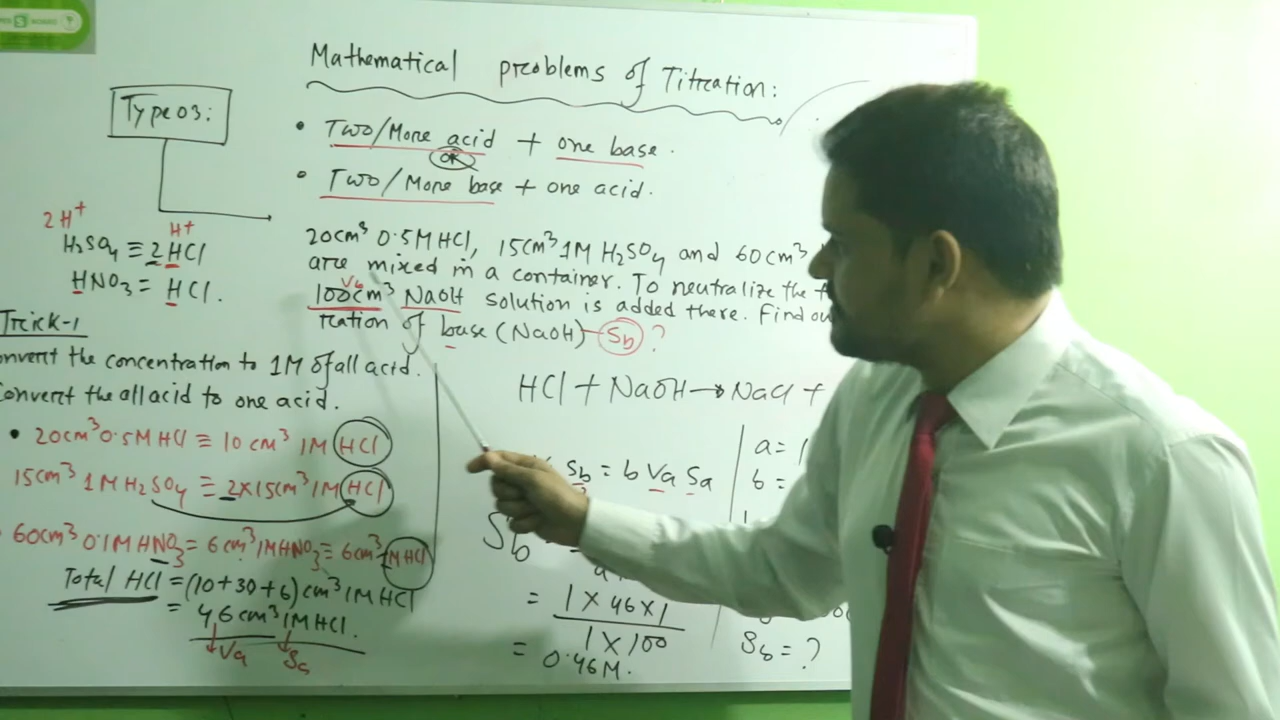 Mathematical problems of Titration:
Type 03:
• Two/More acid + one base.
OR
• Two/More base + one acid.
2H⁺
H⁺
H₂SO₄ ≡ 2HCl
HNO₃ = HCl.
20cm³ 0.5M HCl, 15cm³ 1M H₂SO₄ and 60cm³
are mixed in a container. To neutralize the
100cm³ NaOH solution is added there. Find
ration of base (NaOH) Sb ?
Trick-1
onvert the concentration to 1M of all acid.
Convert the all acid to one acid.
• 20cm³ 0.5M HCl ≡ 10 cm³ 1M HCl
15cm³ 1M H₂SO₄ ≡ 2×15cm³ 1M HCl
60cm³ 0.1M HNO₃ = 6cm³ 1M HNO₃ ≡ 6cm³ 1M HCl
Total HCl = (10+30+6) cm³ 1M HCl
= 46 cm³ 1M HCl.
Va Sa
HCl + NaOH → NaCl +
Sb = b Va Sa
Sb =
= 1 × 46 × 1
1 × 100
= 0.46M.
a = 1
b =
Sb = ?